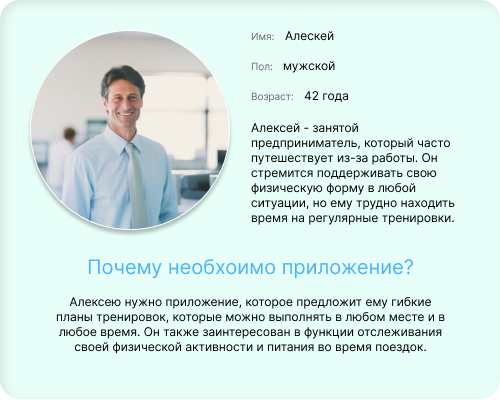 Имя: Алескей
Пол: мужской
Возраст: 42 года
Алексей - занятой
предприниматель, который часто
путешествует из-за работы. Он
стремится поддерживать свою
физическую форму в любой
ситуации, но ему трудно находить
время на регулярные тренировки.
Почему необхоимо приложение?
Алексею нужно приложение, которое предложит ему гибкие
планы тренировок, которые можно выполнять в любом месте и в
любое время. Он также заинтересован в функции отслеживания
своей физической активности и питания во время поездок.